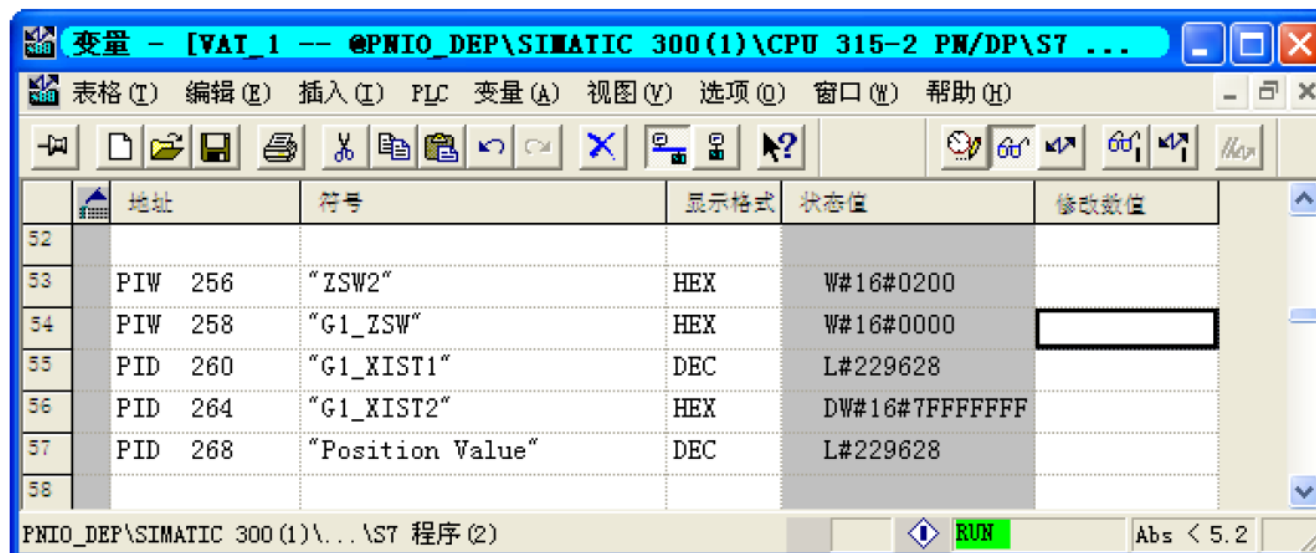 变量 - [VAT_1 -- @PNIO_DEP\SIMATIC 300(1)\CPU 315-2 PN/DP\S7 ...
表格(T) 编辑(E) 插入(I) PLC 变量(A) 视图(V) 选项(O) 窗口(W) 帮助(H)
地址 符号 显示格式 状态值 修改数值
52
53 PIW 256 "ZSW2" HEX W#16#0200
54 PIW 258 "G1_ZSW" HEX W#16#0000
55 PID 260 "G1_XIST1" DEC L#229628
56 PID 264 "G1_XIST2" HEX DW#16#7FFFFFFF
57 PID 268 "Position Value" DEC L#229628
58
PNIO_DEP\SIMATIC 300(1)\...\S7 程序(2) RUN Abs < 5.2